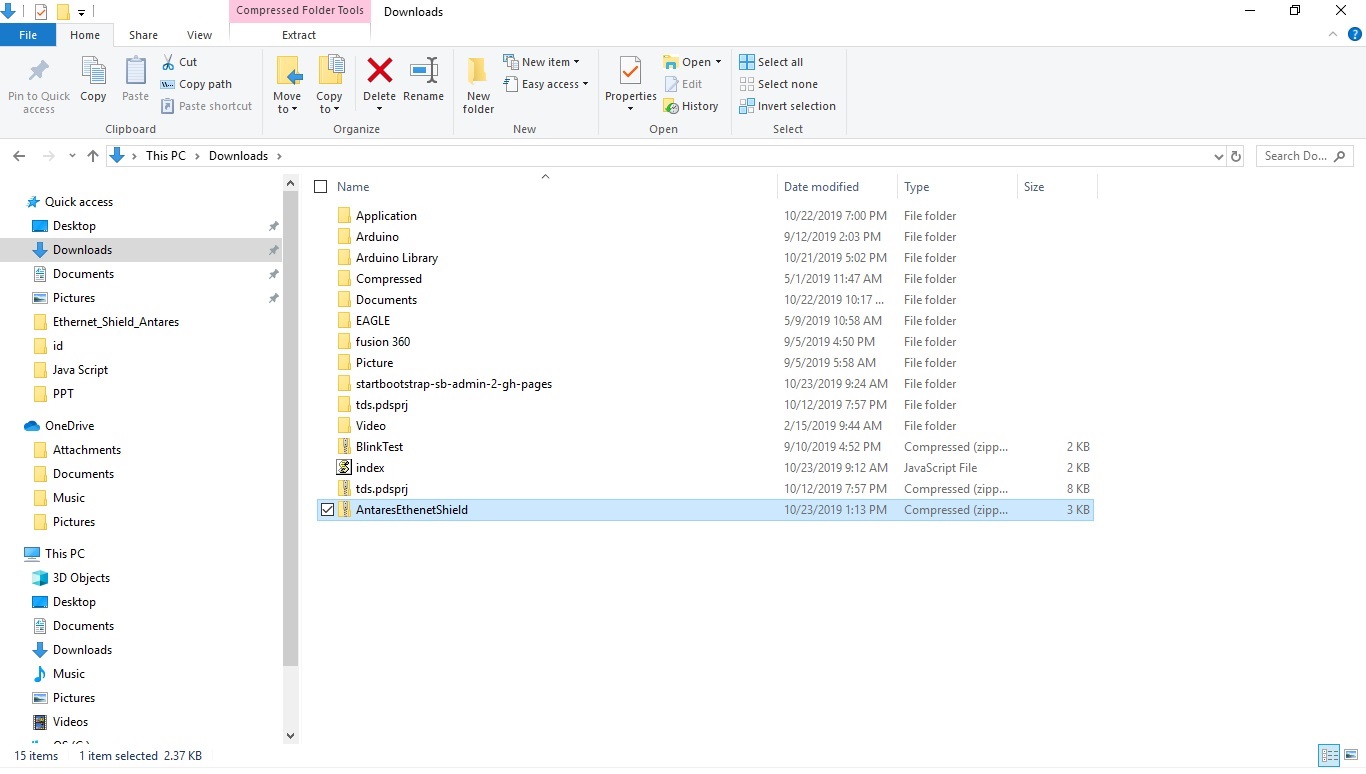 Compressed Folder Tools Downloads
File Home Share View Extract
Pin to Quick access Copy Paste Cut Copy path Paste shortcut Move to Copy to Delete Rename New folder New item Easy access Properties Open Edit History Select all Select none Invert selection
Clipboard Organize New Open Select
This PC Downloads Search Do...
Name Date modified Type Size
Quick access
Desktop
Downloads
Documents
Pictures
Ethernet_Shield_Antares
id
Java Script
PPT
OneDrive
Attachments
Documents
Music
Pictures
This PC
3D Objects
Desktop
Documents
Downloads
Music
Pictures
Videos
Application 10/22/2019 7:00 PM File folder
Arduino 9/12/2019 2:03 PM File folder
Arduino Library 10/21/2019 5:02 PM File folder
Compressed 5/1/2019 11:47 AM File folder
Documents 10/22/2019 10:17 ... File folder
EAGLE 5/9/2019 10:58 AM File folder
fusion 360 9/5/2019 4:50 PM File folder
Picture 9/5/2019 5:58 AM File folder
startbootstrap-sb-admin-2-gh-pages 10/23/2019 9:24 AM File folder
tds.pdsprj 10/12/2019 7:57 PM File folder
Video 2/15/2019 9:44 AM File folder
BlinkTest 9/10/2019 4:52 PM Compressed (zipp... 2 KB
index 10/23/2019 9:12 AM JavaScript File 2 KB
tds.pdsprj 10/12/2019 7:57 PM Compressed (zipp... 8 KB
AntaresEthenetShield 10/23/2019 1:13 PM Compressed (zipp... 3 KB
15 items 1 item selected 2.37 KB